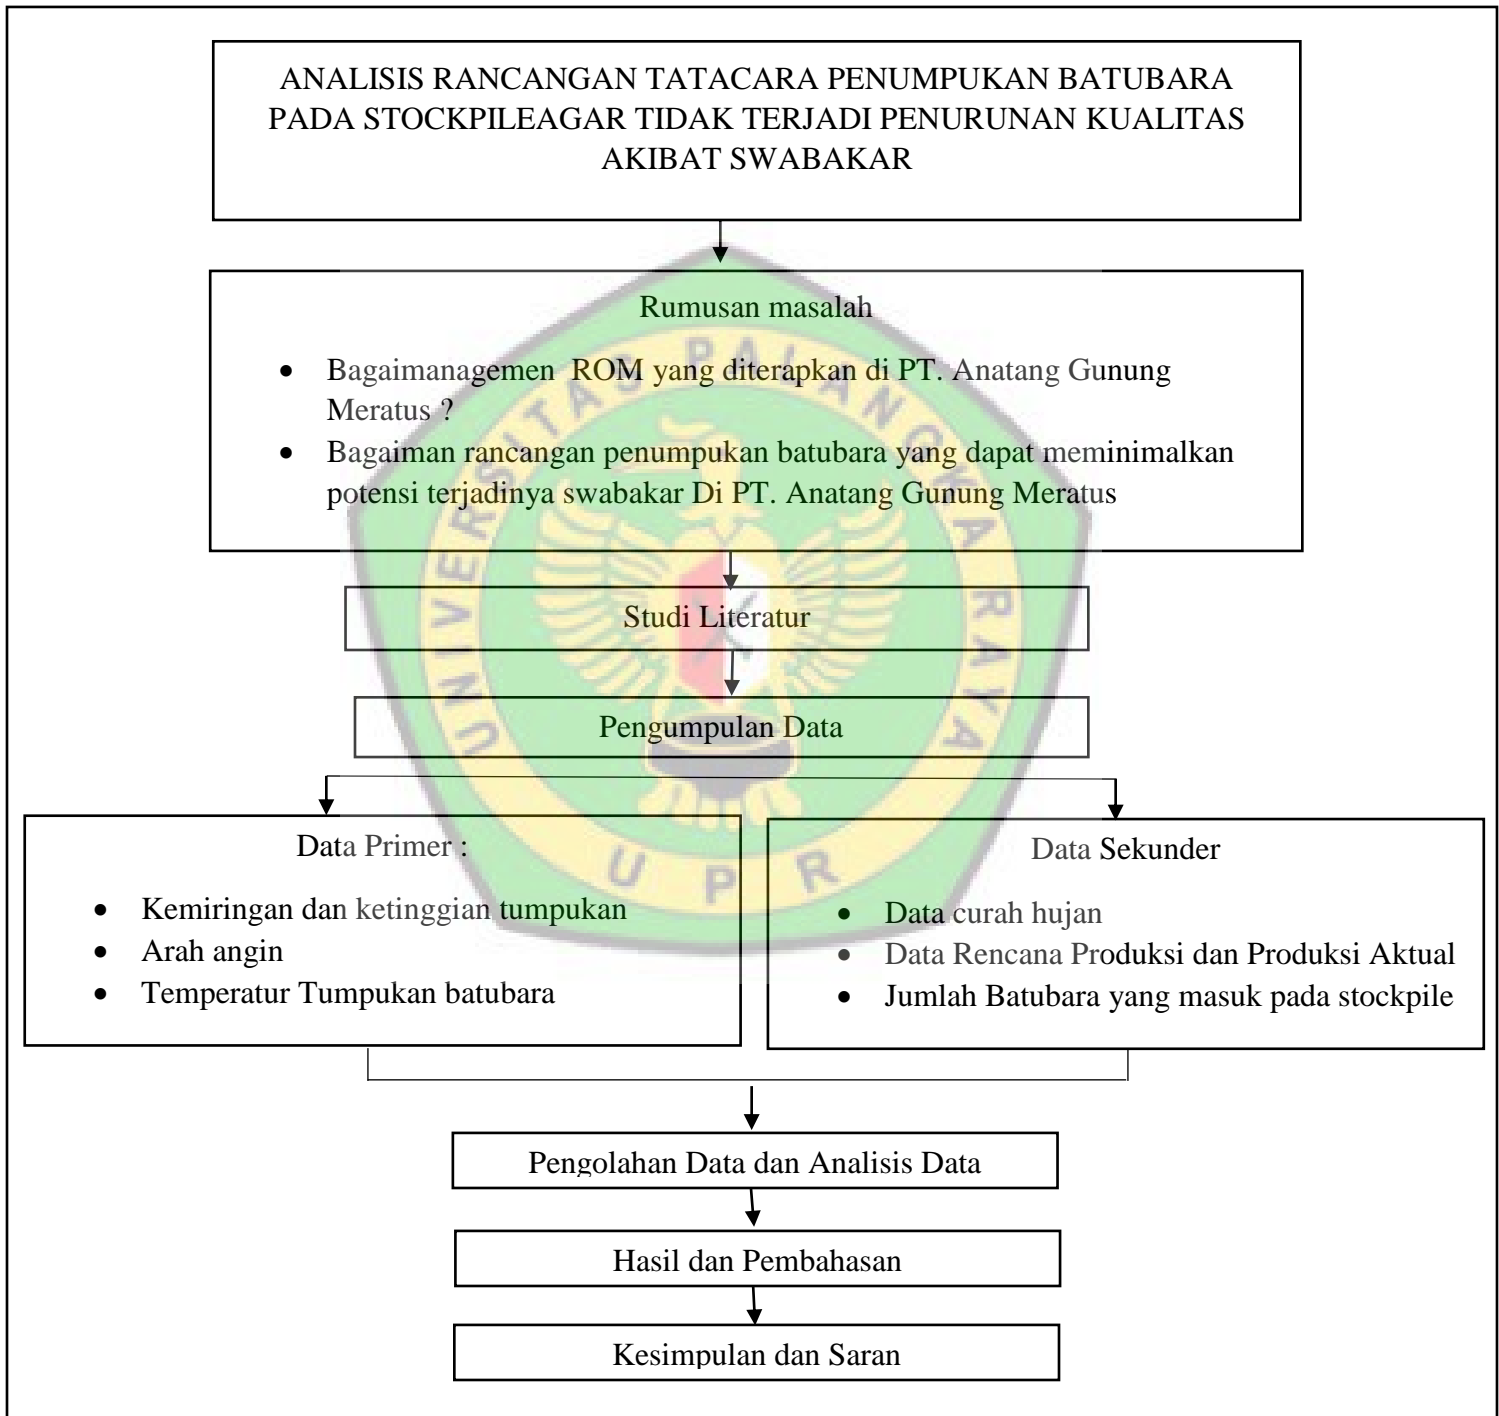 ANALISIS RANCANGAN TATACARA PENUMPUKAN BATUBARA
PADA STOCKPILEAGAR TIDAK TERJADI PENURUNAN KUALITAS
AKIBAT SWABAKAR
Rumusan masalah
• Bagaimanagemen ROM yang diterapkan di PT. Anatang Gunung
Meratus ?
• Bagaiman rancangan penumpukan batubara yang dapat meminimalkan
potensi terjadinya swabakar Di PT. Anatang Gunung Meratus
Studi Literatur
Pengumpulan Data
Data Primer :
• Kemiringan dan ketinggian tumpukan
• Arah angin
• Temperatur Tumpukan batubara
Data Sekunder
• Data curah hujan
• Data Rencana Produksi dan Produksi Aktual
• Jumlah Batubara yang masuk pada stockpile
Pengolahan Data dan Analisis Data
Hasil dan Pembahasan
Kesimpulan dan Saran
UNIVERSITAS PALANGKA RAYA
UPR